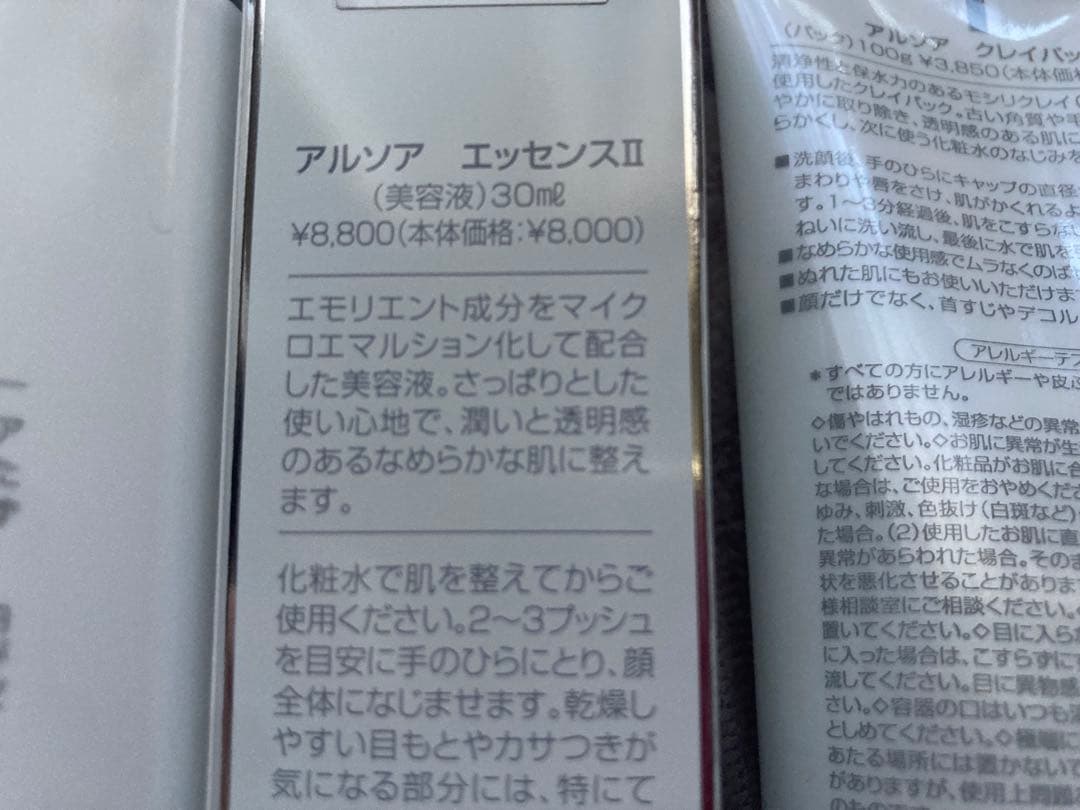 アルソア　エッセンスⅡ
(美容液)30㎖
¥8,800(本体価格:¥8,000)
エモリエント成分をマイク
ロエマルション化して配合
した美容液。さっぱりとした
使い心地で、潤いと透明感
のあるなめらかな肌に整え
ます。
化粧水で肌を整えてからご
使用ください。2〜3プッシュ
を目安に手のひらにとり、顔
全体になじませます。乾燥し
やすい目もとやカサつきが
気になる部分には、特にて
アルソア　クレイパッ
(パック)100g ¥3,850(本体価格
清浄性と保水力のあるモシリクレイ
使用したクレイパック。古い角質や
やかに取り除き、透明感のある肌に
らかくし、次に使う化粧水のなじみを
■洗顔後、手のひらにキャップの直径
まわりや唇をさけ、肌がかくれるよ
す。1〜3分経過後、肌をこすらない
ねいに洗い流し、最後に水で肌を
■なめらかな使用感でムラなくのば
■ぬれた肌にもお使いいただけます
■顔だけでなく、首すじやデコル
アレルギーテス
*すべての方にアレルギーや皮
ではありません。
◇傷やはれもの、湿疹などの異常
いでください。◇お肌に異常が生
してください。化粧品がお肌に合
な場合は、ご使用をおやめくださ
ゆみ、刺激、色抜け(白斑など)
た場合。(2)使用したお肌に直
異常があらわれた場合。そのま
状を悪化させることがあります
様相談室にご相談ください。
置いてください。◇目に入ら
に入った場合は、こすらずに
流してください。目に異物感
さい。◇容器の口はいつも
としめてください。◇極端に
あたる場所には置かないで
がありますが、使用上問題